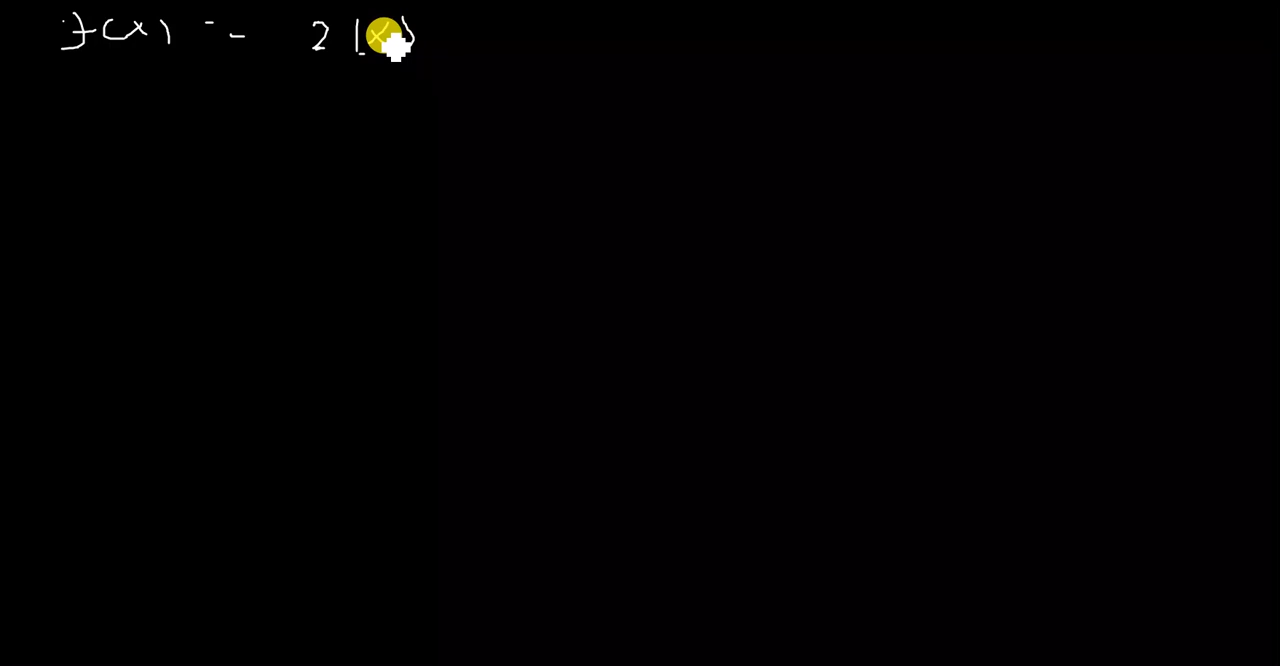 f(x) = 2|x|